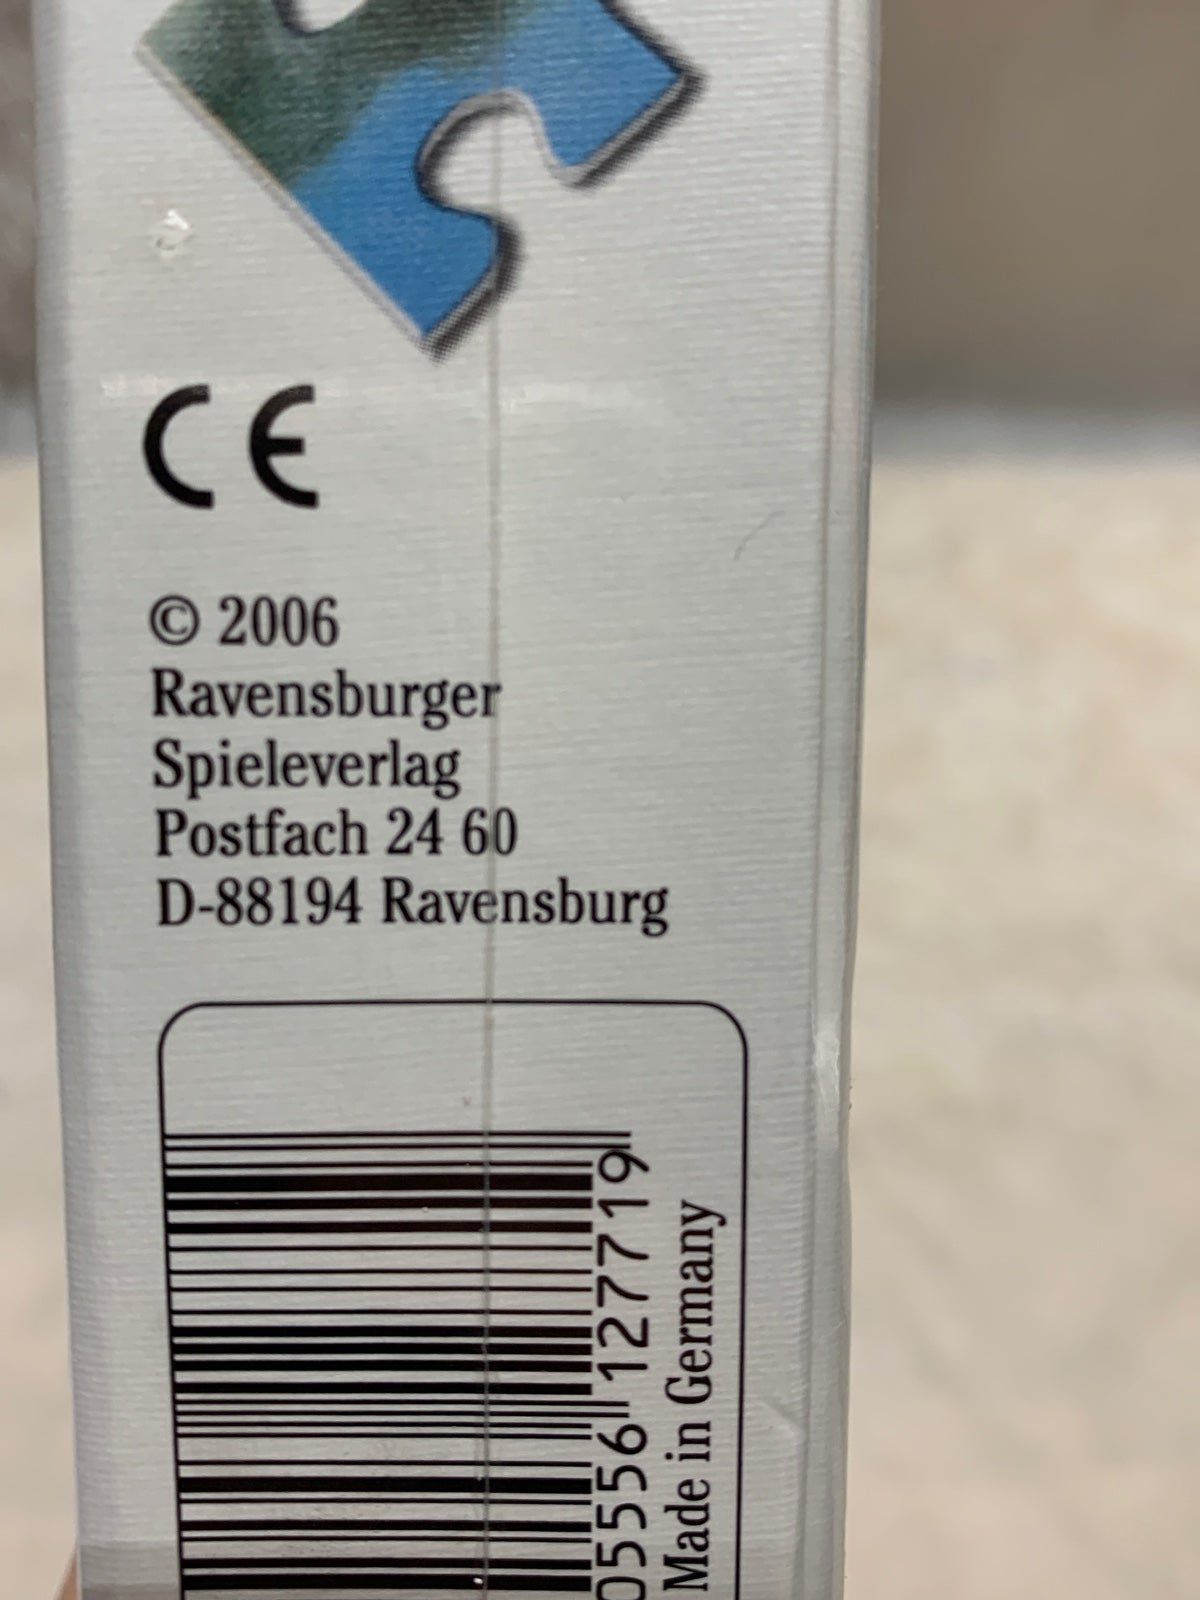 CE
© 2006
Ravensburger
Spieleverlag
Postfach 24 60
D-88194 Ravensburg
05556 127719
Made in Germany